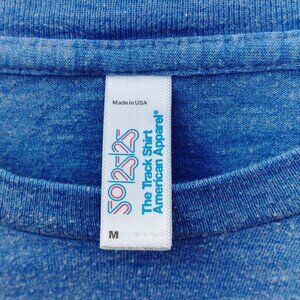 Made in USA
50/25/25
The Track Shirt
American Apparel®
M